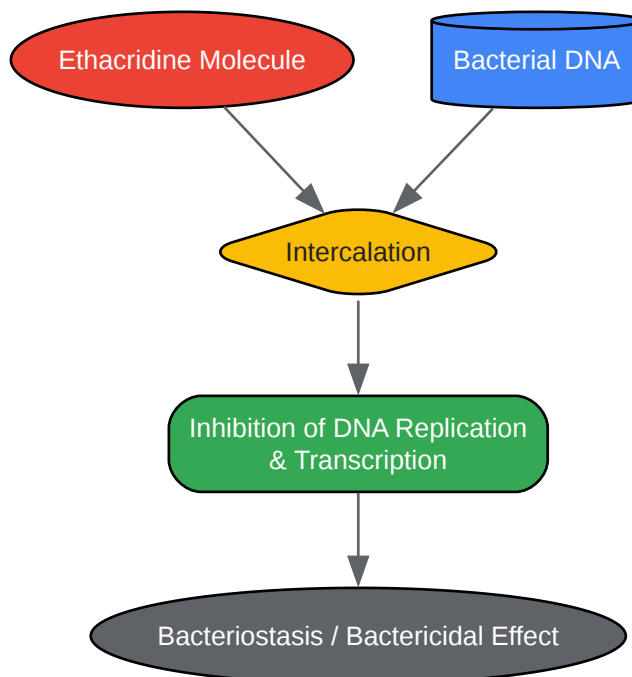 Ethacridine Molecule
Bacterial DNA
Intercalation
Inhibition of DNA Replication
& Transcription
Bacteriostasis / Bactericidal Effect